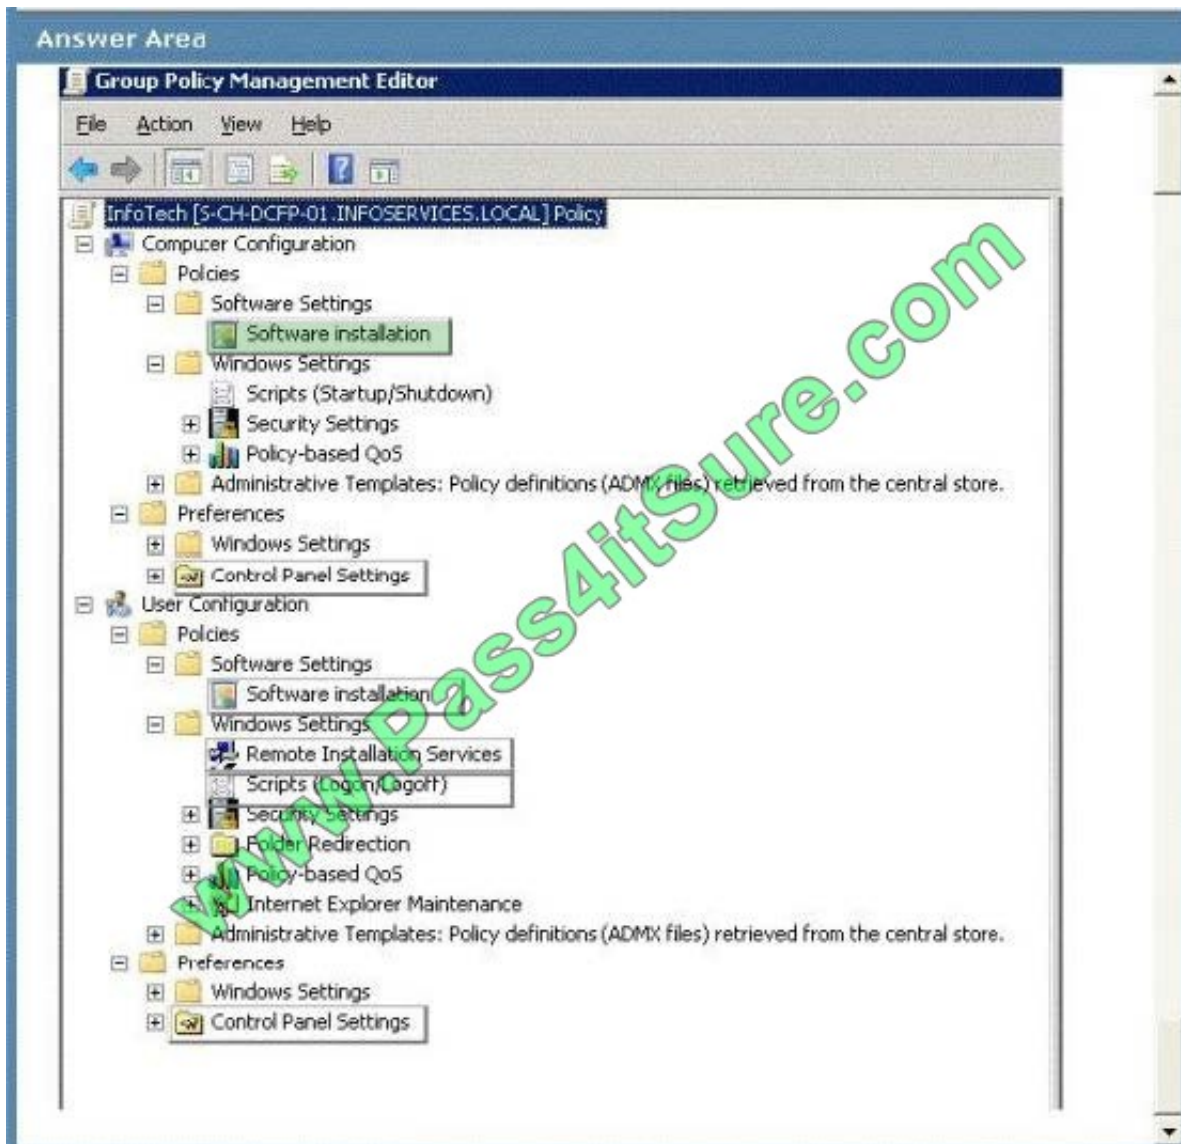 Answer Area
Group Policy Management Editor
File Action View Help
InfoTech [S-CH-DCFP-01.INFOSERVICES.LOCAL] Policy
Computer Configuration
Polcies
Software Settings
Software installation
Windows Settings
Scripts (Startup/Shutdown)
Security Settings
Policy-based QoS
Administrative Templates: Policy definitions (ADMX files) retrieved from the central store.
Preferences
Windows Settings
Control Panel Settings
User Configuration
Polcies
Software Settings
Software installation
Windows Settings
Remote Installation Services
Scripts (Logon/Logoff)
Security Settings
Folder Redirection
Policy-based QoS
Internet Explorer Maintenance
Administrative Templates: Policy definitions (ADMX files) retrieved from the central store.
Preferences
Windows Settings
Control Panel Settings
www.Pass4itSure.com